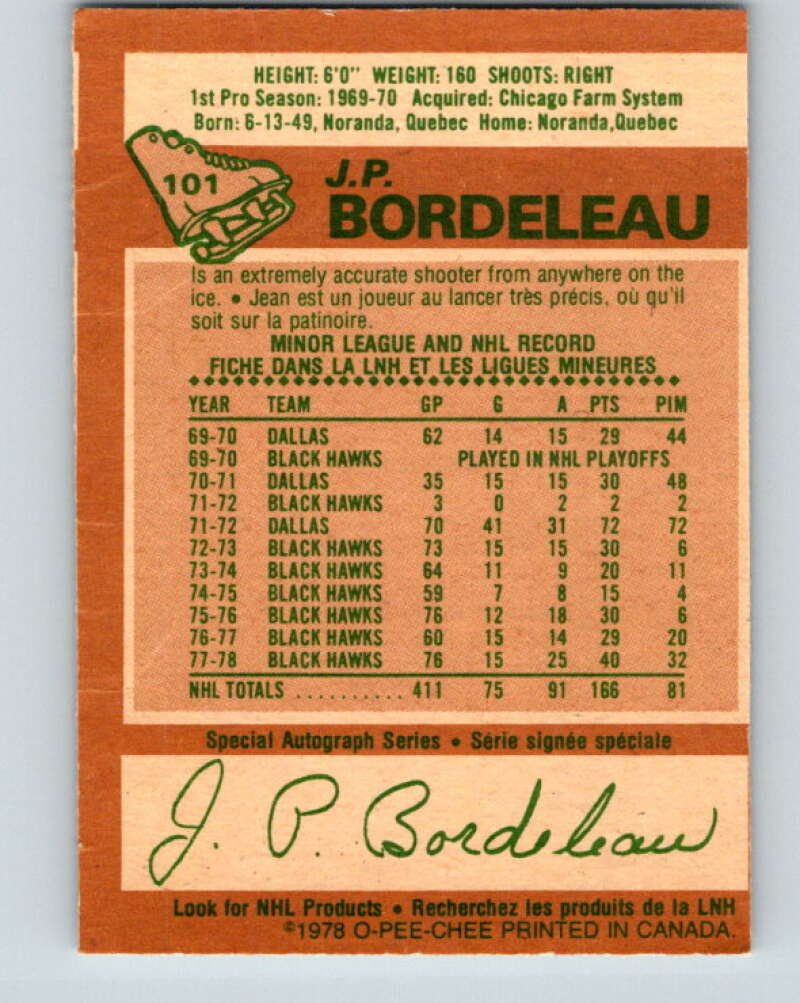 HEIGHT: 6'0" WEIGHT: 160 SHOOTS: RIGHT
1st Pro Season: 1969-70 Acquired: Chicago Farm System
Born: 6-13-49, Noranda, Quebec Home: Noranda, Quebec
101
J.P.
BORDELEAU
Is an extremely accurate shooter from anywhere on the
ice. • Jean est un joueur au lancer très précis, où qu'il
soit sur la patinoire.
MINOR LEAGUE AND NHL RECORD
FICHE DANS LA LNH ET LES LIGUES MINEURES
YEAR TEAM GP G A PTS PIM
69-70 DALLAS 62 14 15 29 44
69-70 BLACK HAWKS PLAYED IN NHL PLAYOFFS
70-71 DALLAS 35 15 15 30 48
71-72 BLACK HAWKS 3 0 2 2 2
71-72 DALLAS 70 41 31 72 72
72-73 BLACK HAWKS 73 15 15 30 6
73-74 BLACK HAWKS 64 11 9 20 11
74-75 BLACK HAWKS 59 7 8 15 4
75-76 BLACK HAWKS 76 12 18 30 6
76-77 BLACK HAWKS 60 15 14 29 20
77-78 BLACK HAWKS 76 15 25 40 32
NHL TOTALS .......... 411 75 91 166 81
Special Autograph Series • Série signée spéciale
J. P. Bordeleau
Look for NHL Products • Recherchez les produits de la LNH
©1978 O-PEE-CHEE PRINTED IN CANADA.